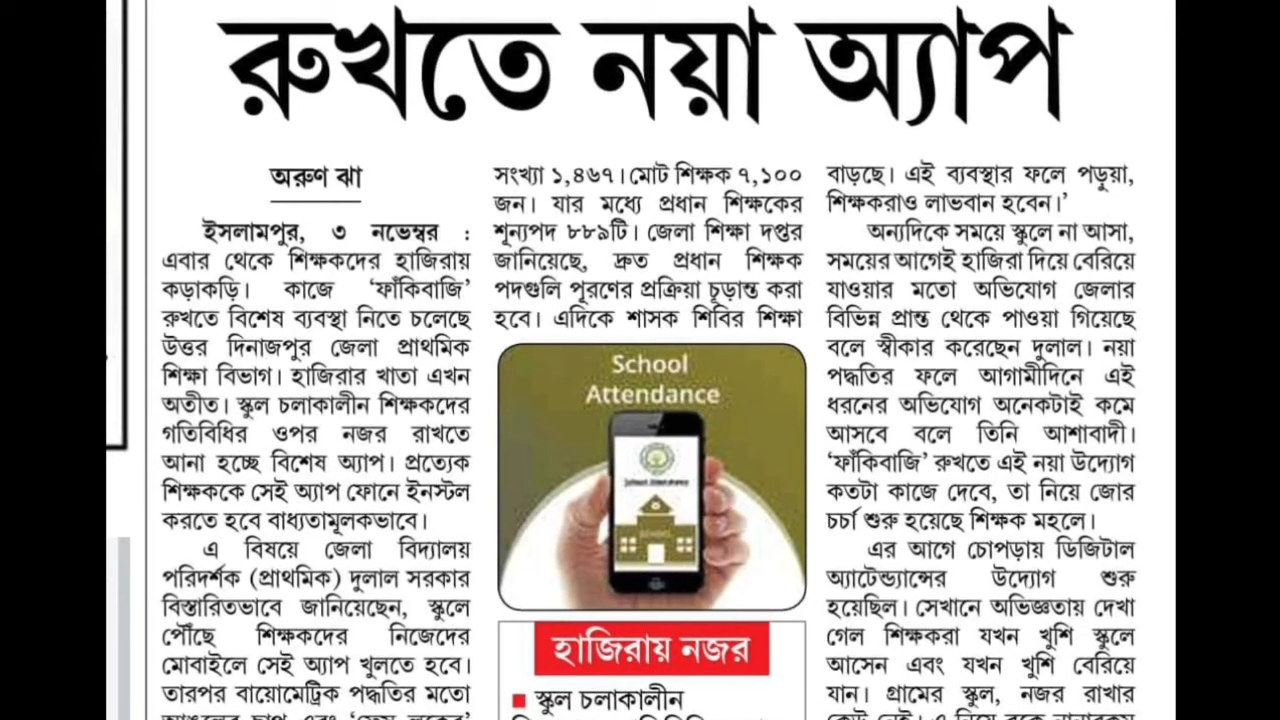 রুখতে নয়া অ্যাপ
অরুণ ঝা
ইসলামপুর, ৩ নভেম্বর :
এবার থেকে শিক্ষকদের হাজিরায়
কড়াকড়ি। কাজে ‘ফাঁকিবাজি’
রুখতে বিশেষ ব্যবস্থা নিতে চলেছে
উত্তর দিনাজপুর জেলা প্রাথমিক
শিক্ষা বিভাগ। হাজিরার খাতা এখন
অতীত। স্কুল চলাকালীন শিক্ষকদের
গতিবিধির ওপর নজর রাখতে
আনা হচ্ছে বিশেষ অ্যাপ। প্রত্যেক
শিক্ষককে সেই অ্যাপ ফোনে ইনস্টল
করতে হবে বাধ্যতামূলকভাবে।
এ বিষয়ে জেলা বিদ্যালয়
পরিদর্শক (প্রাথমিক) দুলাল সরকার
বিস্তারিতভাবে জানিয়েছেন, স্কুলে
পৌঁছে শিক্ষকদের নিজেদের
মোবাইলে সেই অ্যাপ খুলতে হবে।
তারপর বায়োমেট্রিক পদ্ধতির মতো
সংখ্যা ১,৪৬৭। মোট শিক্ষক ৭,১০০
জন। যার মধ্যে প্রধান শিক্ষকের
শূন্যপদ ৮৮৯টি। জেলা শিক্ষা দপ্তর
জানিয়েছে, দ্রুত প্রধান শিক্ষক
পদগুলি পূরণের প্রক্রিয়া চূড়ান্ত করা
হবে। এদিকে শাসক শিবির শিক্ষা
School
Attendance
School Attendance
SCHOOL
হাজিরায় নজর
■ স্কুল চলাকালীন
বাড়ছে। এই ব্যবস্থার ফলে পড়ুয়া,
শিক্ষকরাও লাভবান হবেন।’
অন্যদিকে সময়ে স্কুলে না আসা,
সময়ের আগেই হাজিরা দিয়ে বেরিয়ে
যাওয়ার মতো অভিযোগ জেলার
বিভিন্ন প্রান্ত থেকে পাওয়া গিয়েছে
বলে স্বীকার করেছেন দুলাল। নয়া
পদ্ধতির ফলে আগামীদিনে এই
ধরনের অভিযোগ অনেকটাই কমে
আসবে বলে তিনি আশাবাদী।
‘ফাঁকিবাজি’ রুখতে এই নয়া উদ্যোগ
কতটা কাজে দেবে, তা নিয়ে জোর
চর্চা শুরু হয়েছে শিক্ষক মহলে।
এর আগে চোপড়ায় ডিজিটাল
অ্যাটেন্ড্যান্সের উদ্যোগ শুরু
হয়েছিল। সেখানে অভিজ্ঞতায় দেখা
গেল শিক্ষকরা যখন খুশি স্কুলে
আসেন এবং যখন খুশি বেরিয়ে
যান। গ্রামের স্কুল, নজর রাখার